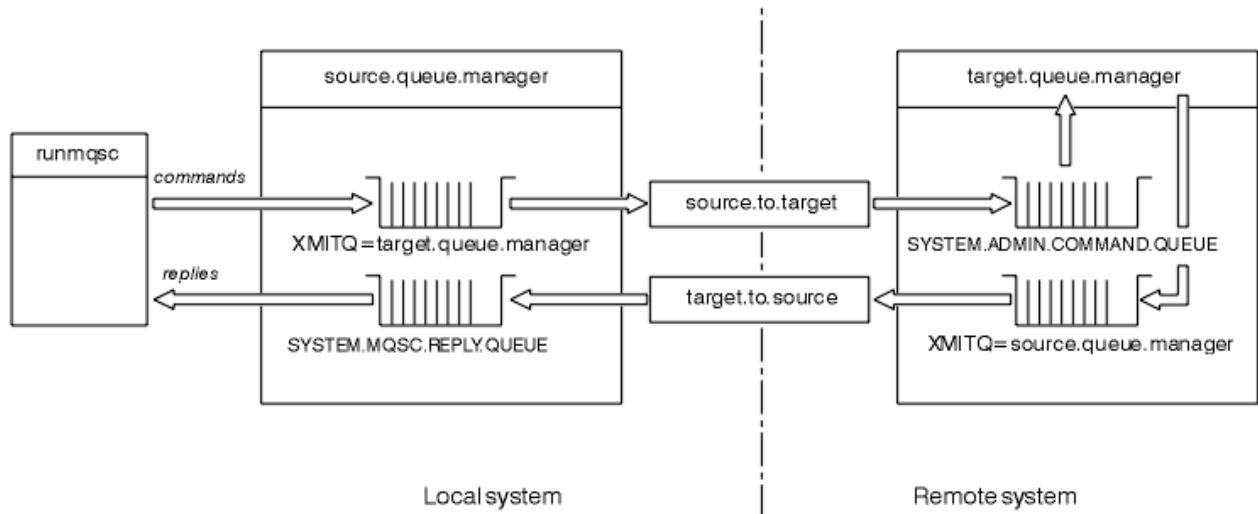 source.queue.manager
target.queue.manager
runmqsc
commands
source.to.target
XMITQ=target.queue.manager
SYSTEM.ADMIN.COMMAND.QUEUE
replies
target.to.source
SYSTEM.MQSC.REPLY.QUEUE
XMITQ=source.queue.manager
Local system
Remote system